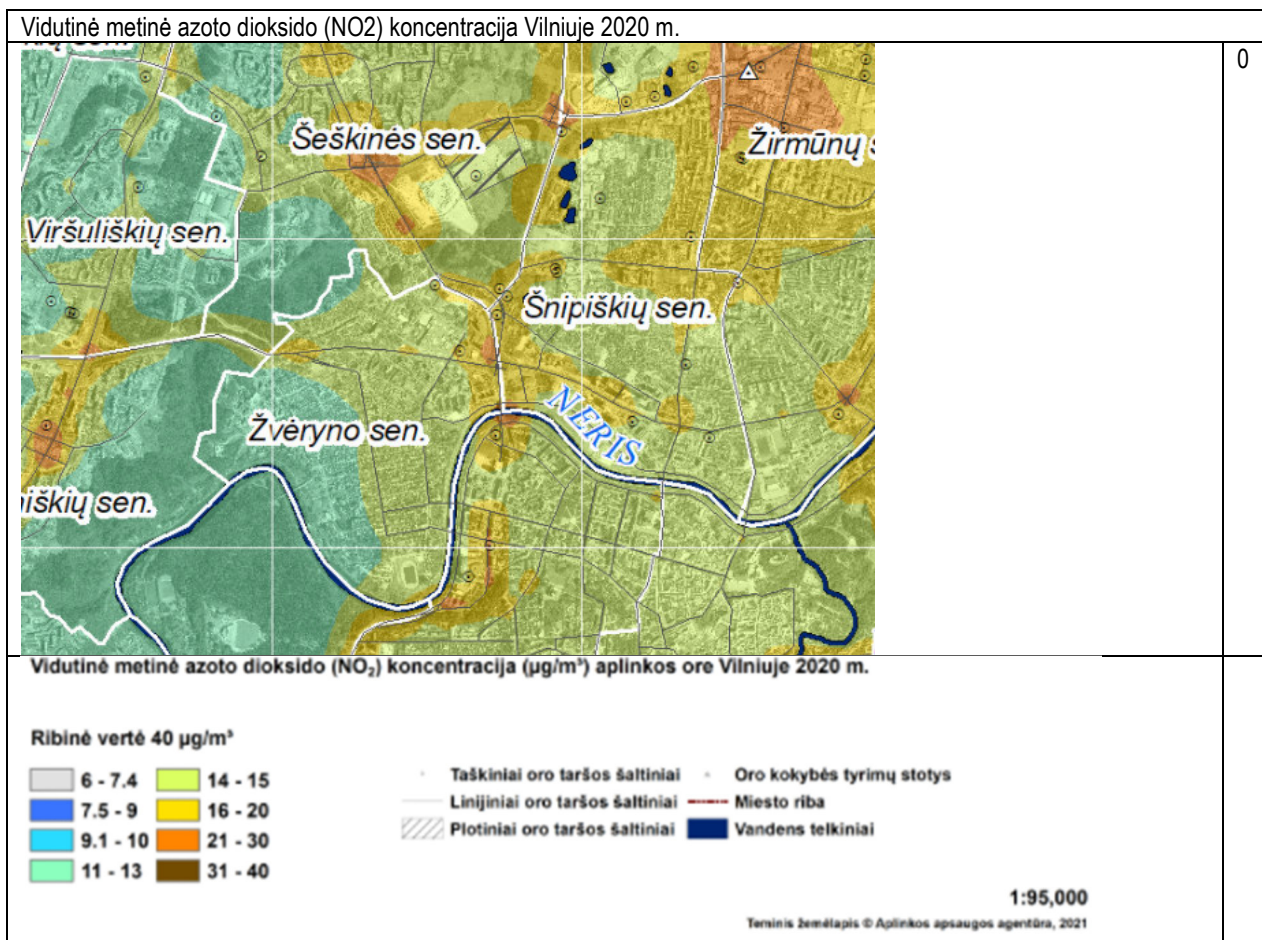 Vidutinė metinė azoto dioksido (NO2) koncentracija Vilniuje 2020 m.
0
Šeškinės sen.
Žirmūnų s
Viršuliškių sen.
Šnipiškių sen.
NERIS
Žvėryno sen.
niškių sen.
Vidutinė metinė azoto dioksido (NO₂) koncentracija (µg/m³) aplinkos ore Vilniuje 2020 m.
Ribinė vertė 40 µg/m³
6 - 7.4
14 - 15
Taškiniai oro taršos šaltiniai
Oro kokybės tyrimų stotys
7.5 - 9
16 - 20
Linijiniai oro taršos šaltiniai
Miesto riba
9.1 - 10
21 - 30
Plotiniai oro taršos šaltiniai
Vandens telkiniai
11 - 13
31 - 40
1:95,000
Teminis žemėlapis © Aplinkos apsaugos agentūra, 2021